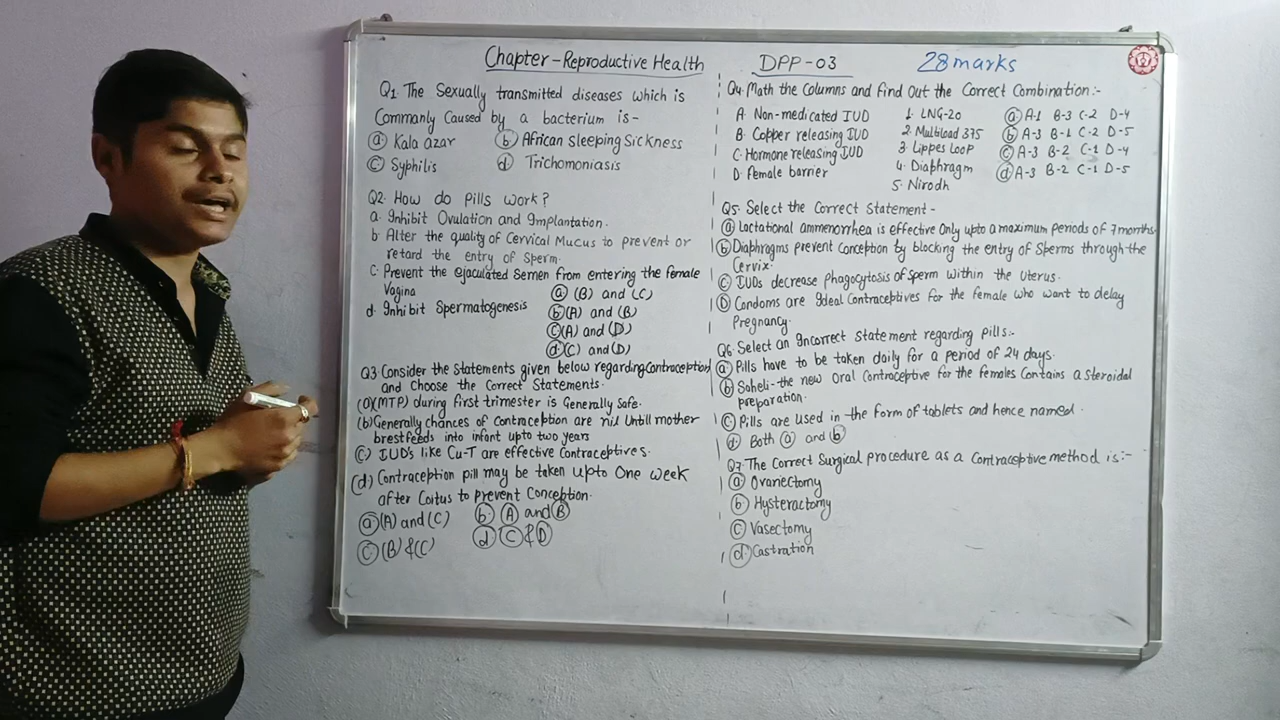 Chapter - Reproductive Health DPP-03 28 marks
Q1. The Sexually transmitted diseases which is
Commanly Caused by a bacterium is-
(a) Kala azar (b) African sleeping Sickness
(c) Syphilis (d) Trichomoniasis
Q2. How do Pills Work?
a. Inhibit Ovulation and Implantation.
b. Alter the quality of Cervical Mucus to prevent or
retard the entry of Sperm.
C. Prevent the ejaculated Semen from entering the female
Vagina
d. Inhibit Spermatogenesis
(a) (B) and (C)
(b) (A) and (B)
(c) (A) and (D)
(d) (C) and (D)
Q3 Consider the Statements given below regarding Contraception
and Choose the Correct Statements.
(a) (MTP) during first trimester is Generally Safe.
(b) Generally chances of Contraception are nil Untill mother
brestfeeds into infant upto two years
(c) IUD's like Cu-T are effective Contraceptives.
(d) Contraception pill may be taken Upto One Week
after Coitus to prevent Conception.
(a) (A) and (C) (b) (A) and (B)
(c) (B) & (C) (d) (C) & (D)
Q4. Math the Columns and find Out the Correct Combination:-
A. Non-medicated IUD 1. LNG-20 (a) A-1 B-3 C-2 D-4
B. Copper releasing IUD 2. Multiload 375 (b) A-3 B-1 C-2 D-5
C. Hormone releasing IUD 3. Lippes Loop (c) A-3 B-2 C-1 D-4
D. Female barrier 4. Diaphragm (d) A-3 B-2 C-1 D-5
5. Nirodh
Q5. Select the Correct Statement -
(a) Lactational ammenorrhea is effective Only upto a maximum periods of 7 months.
(b) Diaphragms prevent Conception by blocking the entry of Sperms through the
Cervix.
(c) IUDs decrease phagocytosis of sperm within the Uterus.
(D) Condoms are Ideal Contraceptives for the female who want to delay
Pregnancy.
Q6. Select an Incorrect Statement regarding pills:-
(a) Pills have to be taken daily for a period of 24 days.
(b) Saheli-the new Oral Contraceptive for the females Contains a Steroidal
preparation.
(c) Pills are Used in the form of tablets and hence named.
(d) Both (a) and (b)
Q7. The Correct Surgical procedure as a Contraceptive method is:-
(a) Ovarectomy
(b) Hysteractomy
(c) Vasectomy
(d) Castration